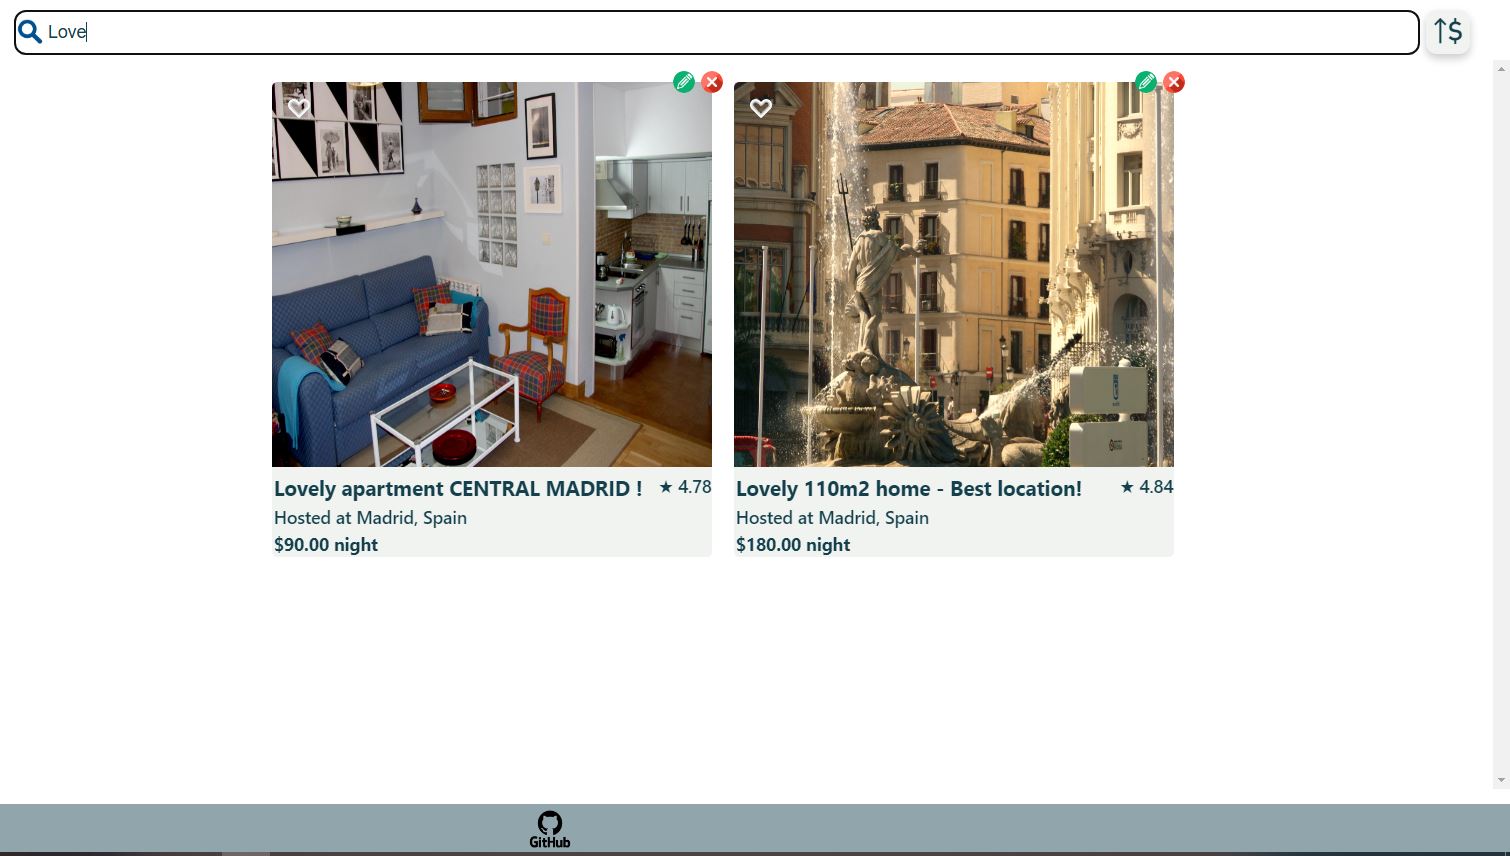 Love
↑$
Lovely apartment CENTRAL MADRID !
★ 4.78
Hosted at Madrid, Spain
$90.00 night
Lovely 110m2 home - Best location!
★ 4.84
Hosted at Madrid, Spain
$180.00 night
GitHub